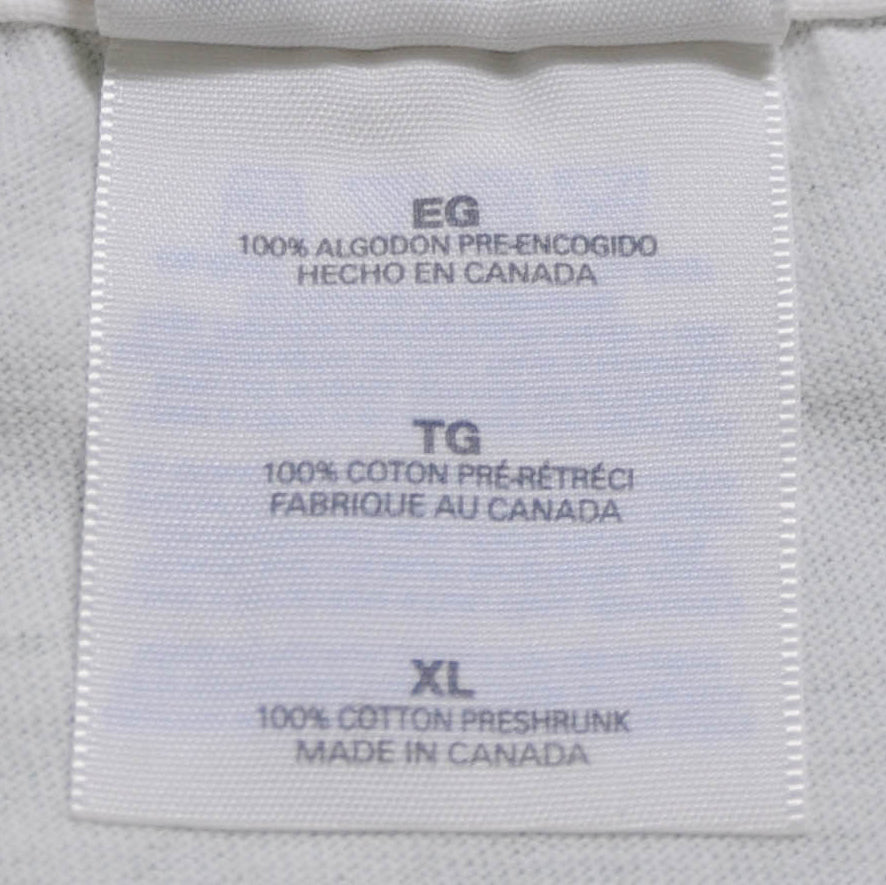 EG
100% ALGODON PRE-ENCOGIDO
HECHO EN CANADA
TG
100% COTON PRÉ-RÉTRÉCI
FABRIQUE AU CANADA
XL
100% COTTON PRESHRUNK
MADE IN CANADA